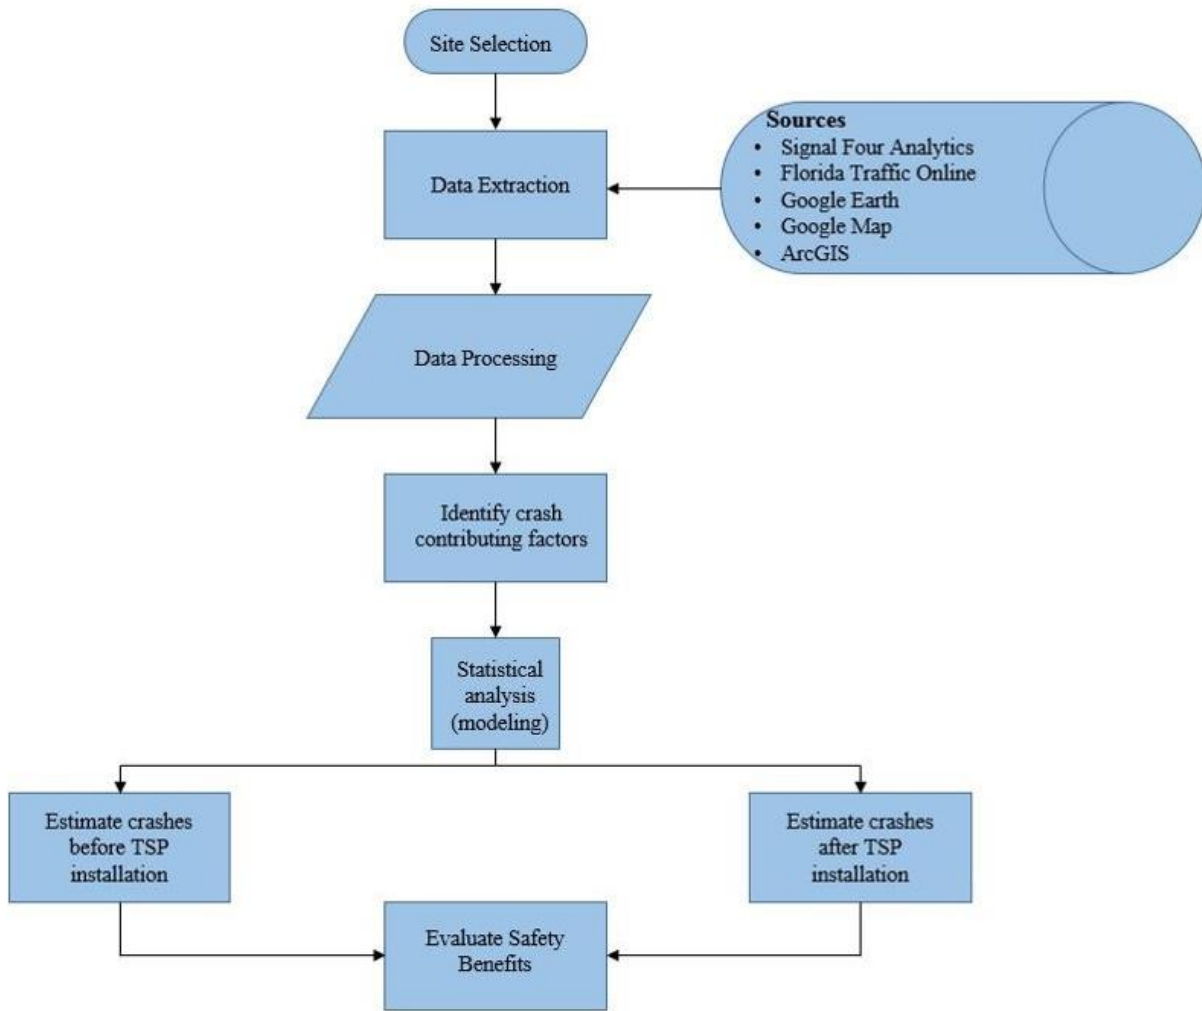 Site Selection
Data Extraction
Sources
• Signal Four Analytics
• Florida Traffic Online
• Google Earth
• Google Map
• ArcGIS
Data Processing
Identify crash
contributing factors
Statistical
analysis
(modeling)
Estimate crashes
before TSP
installation
Estimate crashes
after TSP
installation
Evaluate Safety
Benefits